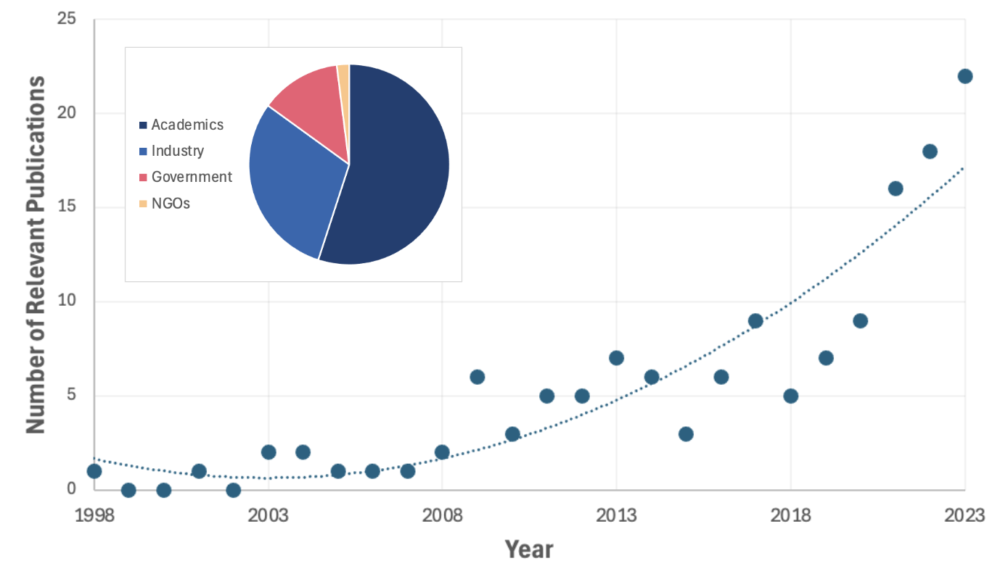 25
20
15
10
5
0
Number of Relevant Publications
Academics
Industry
Government
NGOs
1998 2003 2008 2013 2018 2023
Year